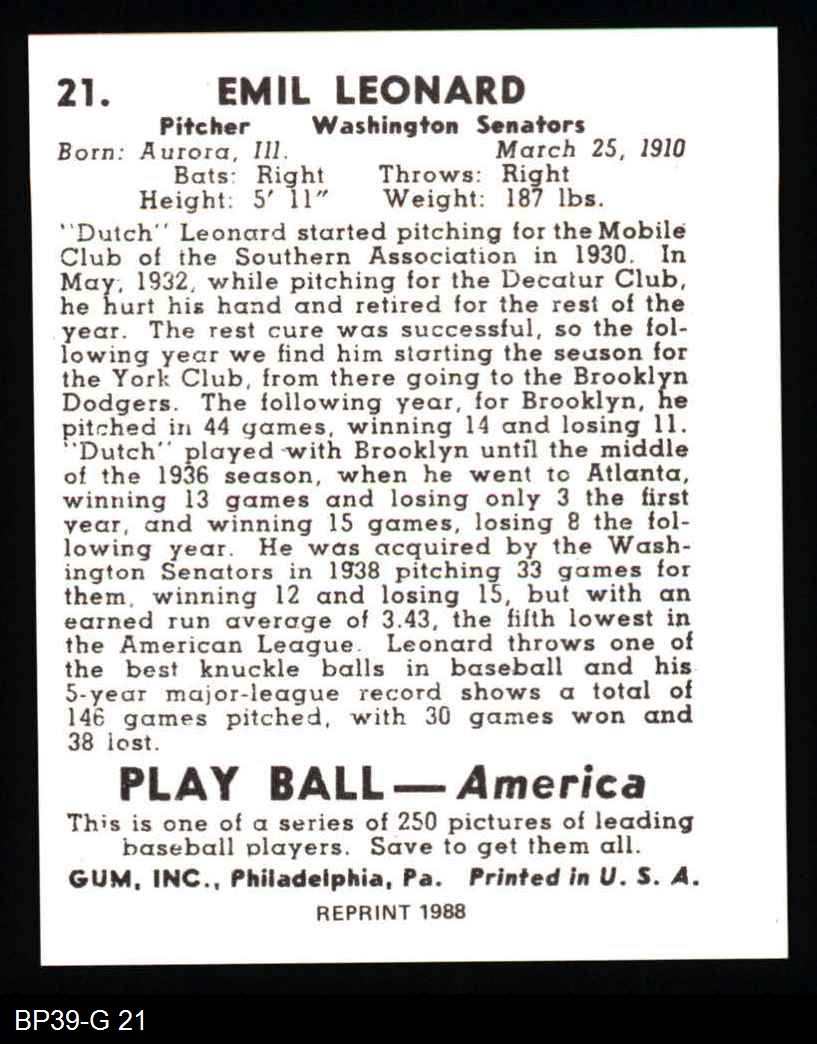 21. EMIL LEONARD
Pitcher Washington Senators
Born: Aurora, Ill. March 25, 1910
Bats: Right Throws: Right
Height: 5' 11" Weight: 187 lbs.
"Dutch" Leonard started pitching for the Mobile
Club of the Southern Association in 1930. In
May, 1932, while pitching for the Decatur Club,
he hurt his hand and retired for the rest of the
year. The rest cure was successful, so the fol-
lowing year we find him starting the season for
the York Club, from there going to the Brooklyn
Dodgers. The following year, for Brooklyn, he
pitched in 44 games, winning 14 and losing 11.
"Dutch" played with Brooklyn until the middle
of the 1936 season, when he went to Atlanta,
winning 13 games and losing only 3 the first
year, and winning 15 games, losing 8 the fol-
lowing year. He was acquired by the Wash-
ington Senators in 1938 pitching 33 games for
them, winning 12 and losing 15, but with an
earned run average of 3.43, the fifth lowest in
the American League. Leonard throws one of
the best knuckle balls in baseball and his
5-year major-league record shows a total of
146 games pitched, with 30 games won and
38 lost.
PLAY BALL — America
This is one of a series of 250 pictures of leading
baseball players. Save to get them all.
GUM, INC., Philadelphia, Pa. Printed in U. S. A.
REPRINT 1988
BP39-G 21